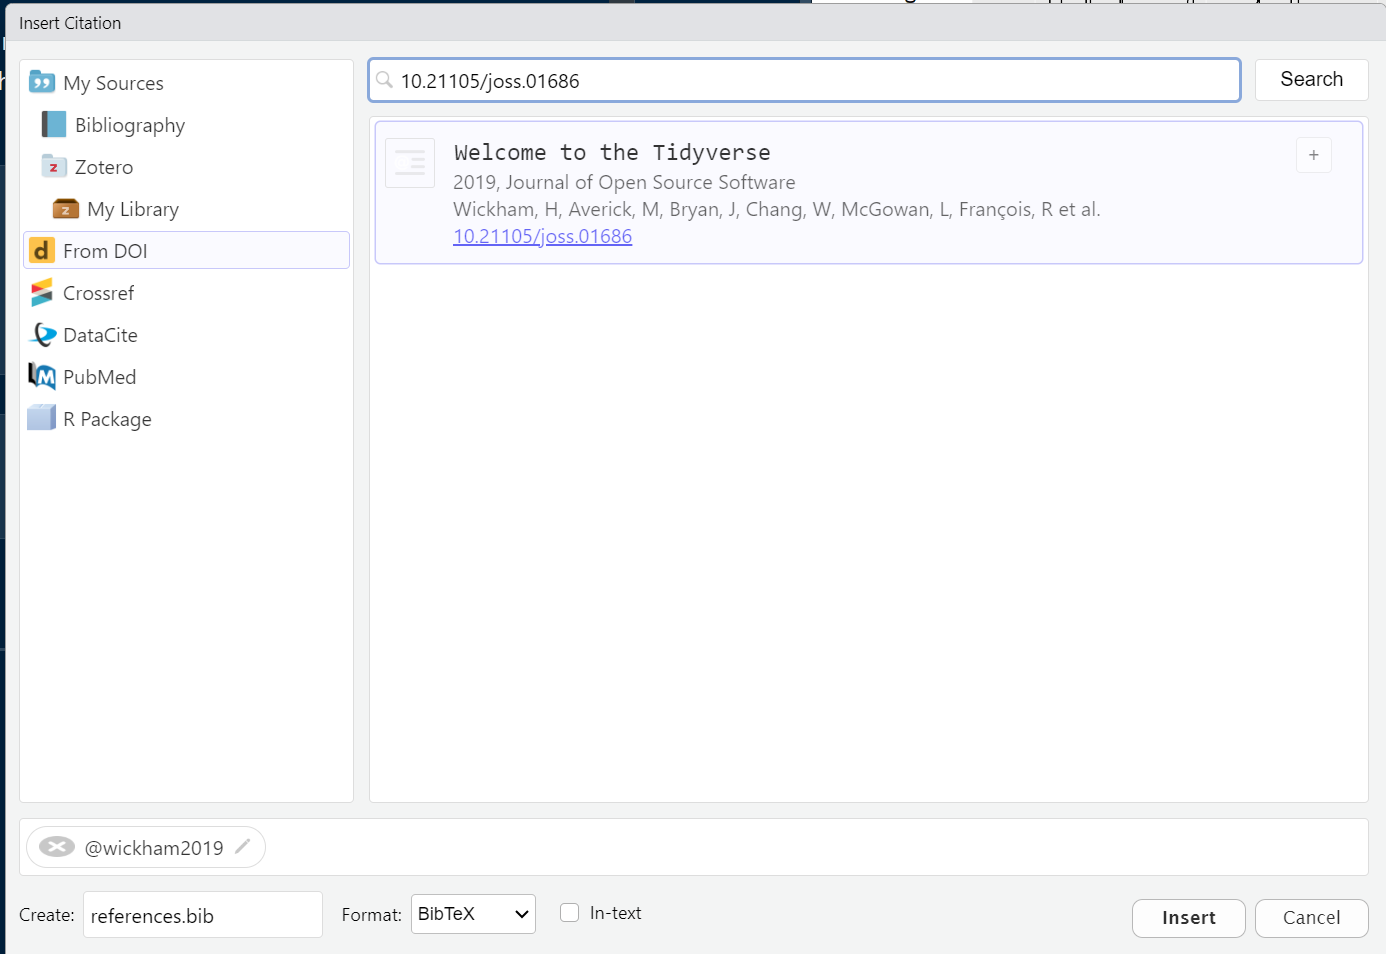 Insert Citation
My Sources
Bibliography
Zotero
My Library
From DOI
Crossref
DataCite
PubMed
R Package
10.21105/joss.01686
Search
Welcome to the Tidyverse
2019, Journal of Open Source Software
Wickham, H, Averick, M, Bryan, J, Chang, W, McGowan, L, François, R et al.
10.21105/joss.01686
+
@wickham2019
Create: references.bib Format: BibTeX In-text
Insert Cancel